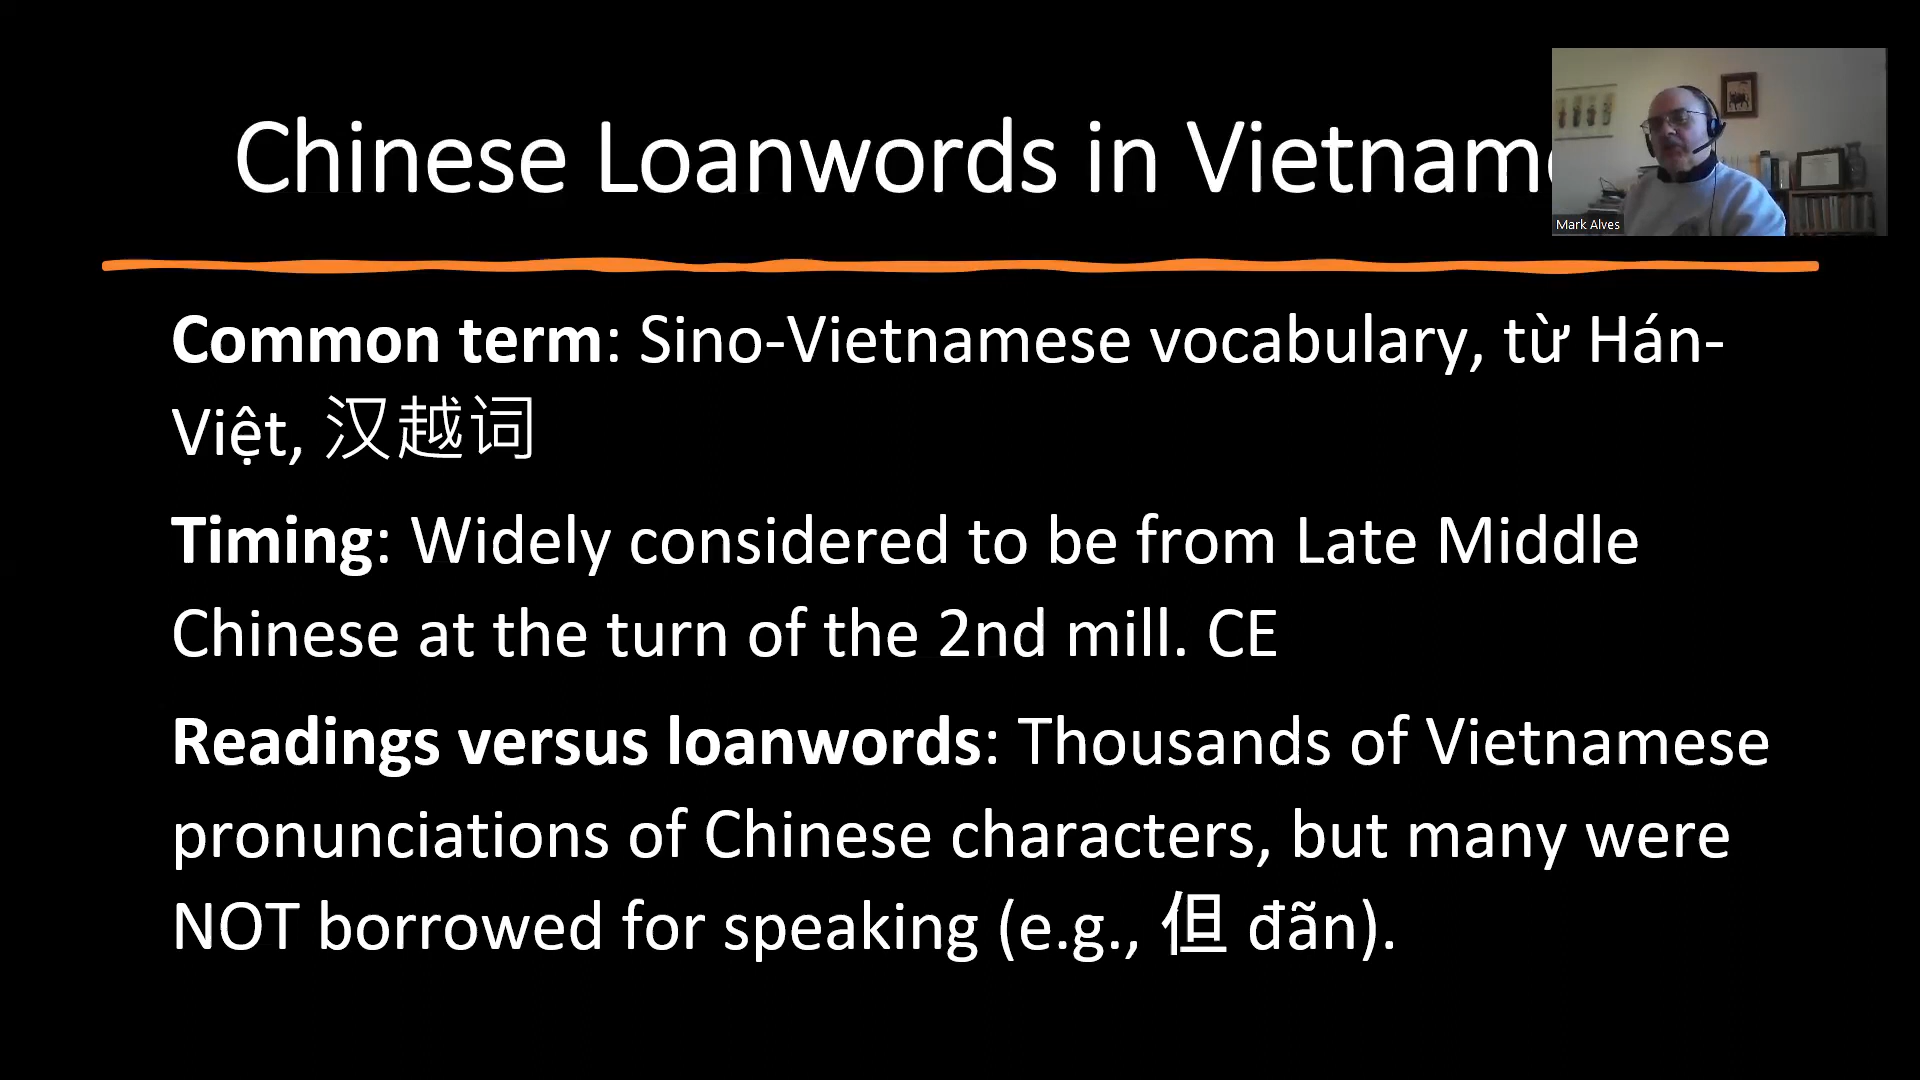 Chinese Loanwords in Vietnam
Mark Alves
Common term: Sino-Vietnamese vocabulary, từ Hán-
Việt, 汉越词
Timing: Widely considered to be from Late Middle
Chinese at the turn of the 2nd mill. CE
Readings versus loanwords: Thousands of Vietnamese
pronunciations of Chinese characters, but many were
NOT borrowed for speaking (e.g., 但 đãn).